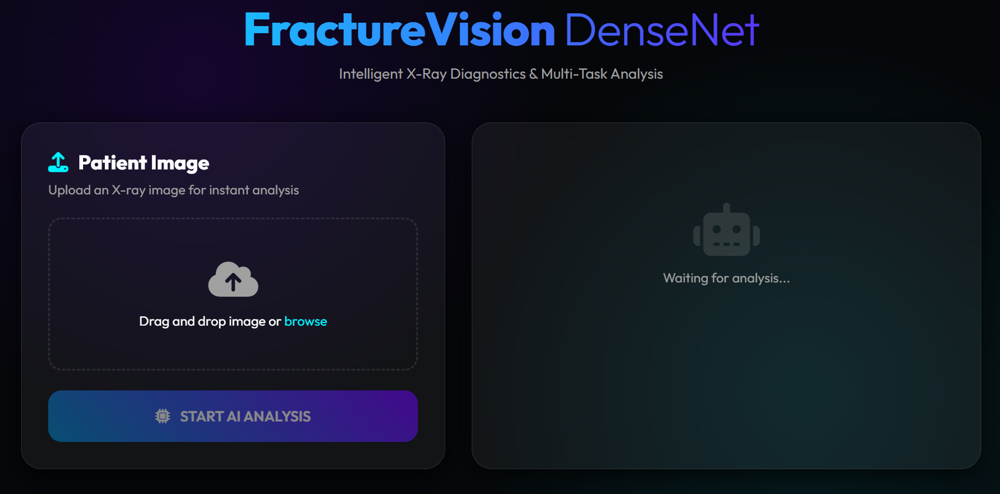 FractureVision DenseNet
Intelligent X-Ray Diagnostics & Multi-Task Analysis
Patient Image
Upload an X-ray image for instant analysis
Drag and drop image or browse
START AI ANALYSIS
Waiting for analysis...